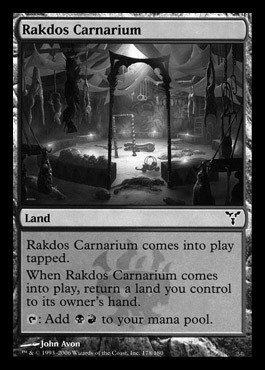 Rakdos Carnarium
Land
Rakdos Carnarium comes into play
tapped.
When Rakdos Carnarium comes
into play, return a land you control
to its owner's hand.
: Add to your mana pool.
John Avon
™ & © 1993-2006 Wizards of the Coast, Inc. 178/180